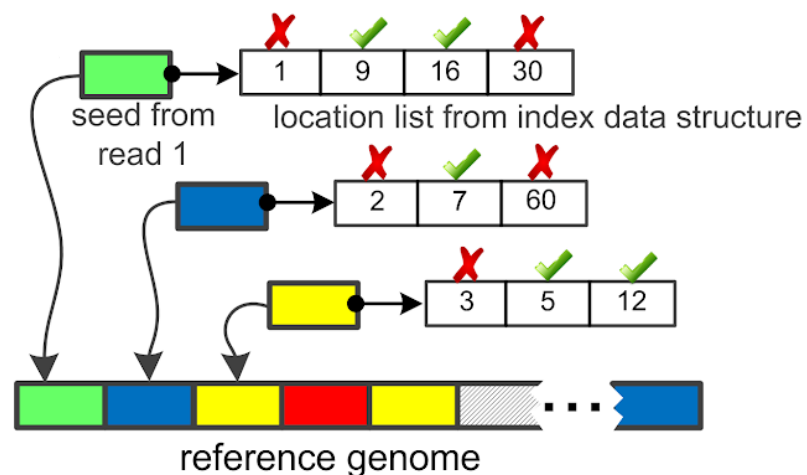 1 9 16 30
seed from
read 1
location list from index data structure
2 7 60
3 5 12
reference genome